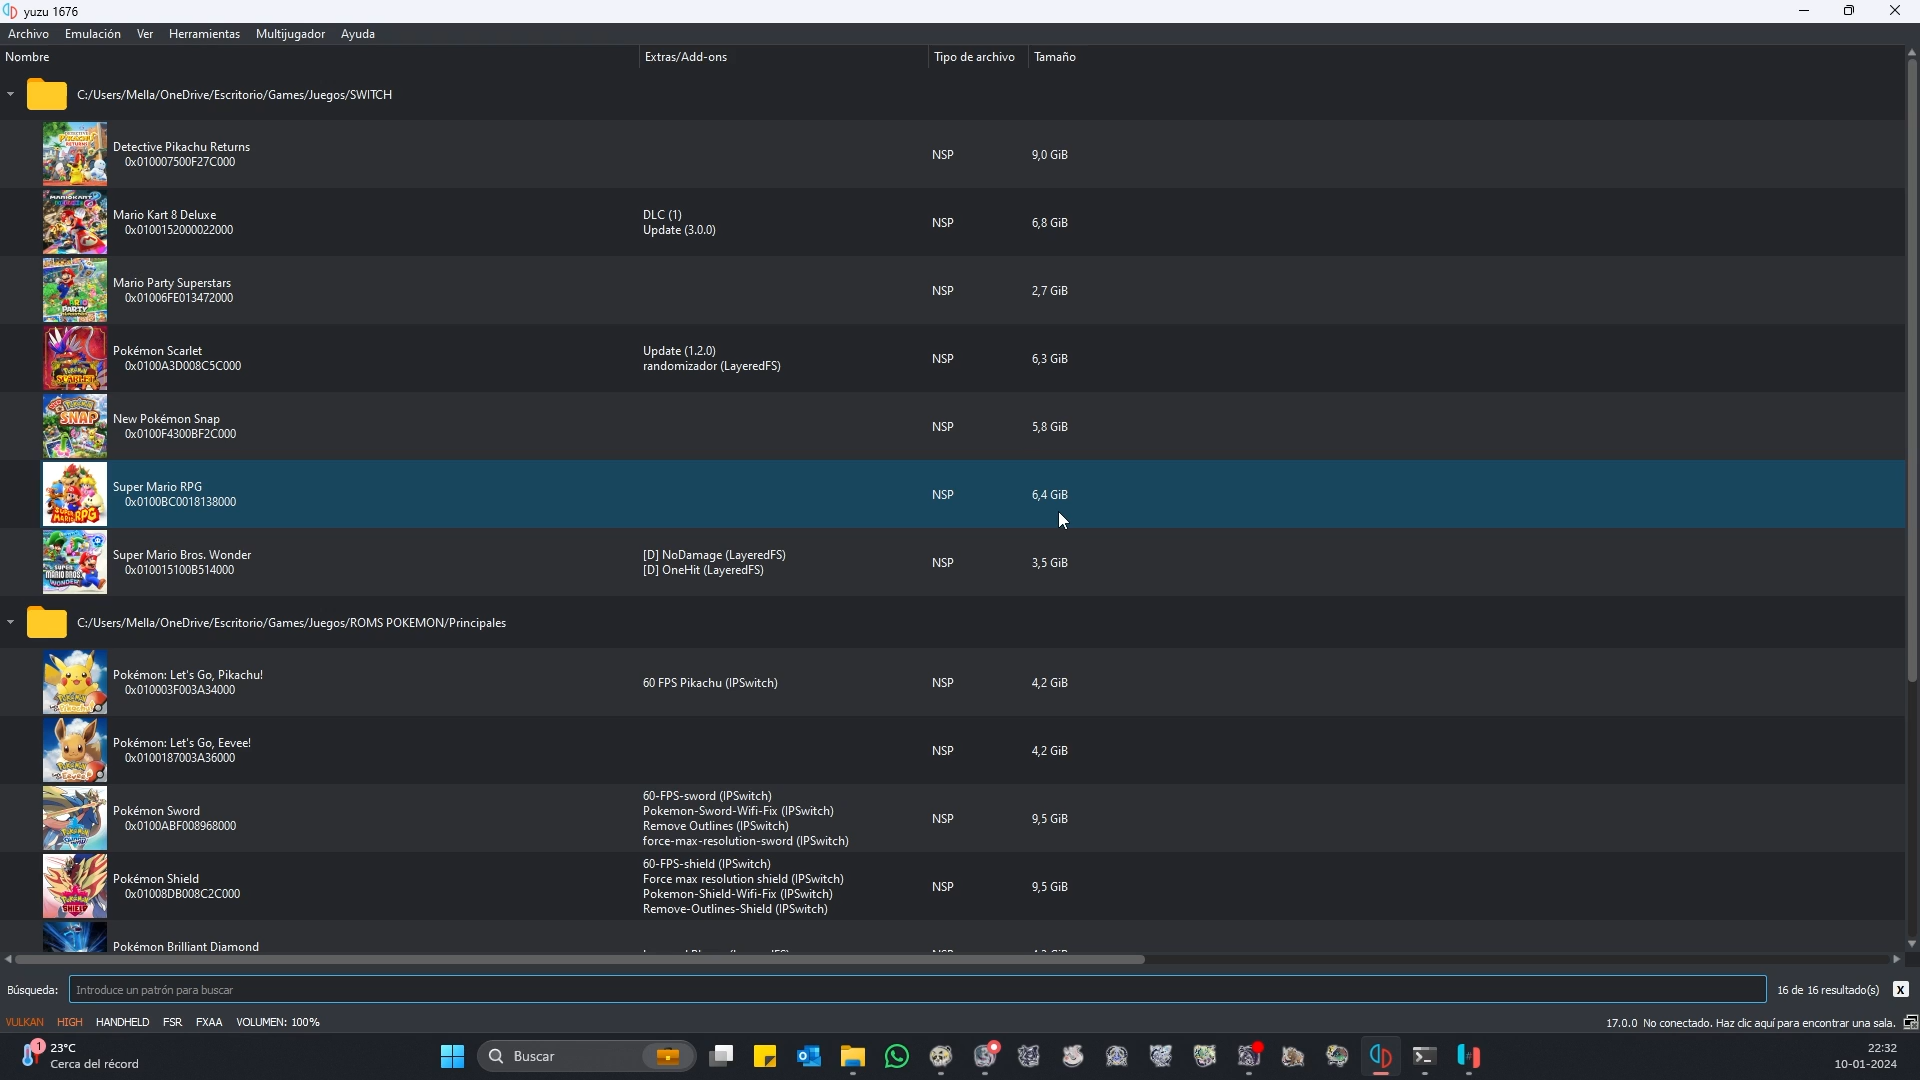 yuzu 1676
Archivo Emulación Ver Herramientas Multijugador Ayuda
Nombre Extras/Add-ons Tipo de archivo Tamaño
C:/Users/Mella/OneDrive/Escritorio/Games/Juegos/SWITCH
Detective Pikachu Returns
0x010007500F27C000
NSP 9,0 GiB
Mario Kart 8 Deluxe
0x0100152000022000
DLC (1)
Update (3.0.0)
NSP 6,8 GiB
Mario Party Superstars
0x01006FE013472000
NSP 2,7 GiB
Pokémon Scarlet
0x0100A3D008C5C000
Update (1.2.0)
randomizador (LayeredFS)
NSP 6,3 GiB
New Pokémon Snap
0x0100F4300BF2C000
NSP 5,8 GiB
Super Mario RPG
0x0100BC0018138000
NSP 6,4 GiB
Super Mario Bros. Wonder
0x010015100B514000
[D] NoDamage (LayeredFS)
[D] OneHit (LayeredFS)
NSP 3,5 GiB
C:/Users/Mella/OneDrive/Escritorio/Games/Juegos/ROMS POKEMON/Principales
Pokémon: Let's Go, Pikachu!
0x010003F003A34000
60 FPS Pikachu (IPSwitch)
NSP 4,2 GiB
Pokémon: Let's Go, Eevee!
0x0100187003A36000
NSP 4,2 GiB
Pokémon Sword
0x0100ABF008968000
60-FPS-sword (IPSwitch)
Pokemon-Sword-Wifi-Fix (IPSwitch)
Remove Outlines (IPSwitch)
force-max-resolution-sword (IPSwitch)
NSP 9,5 GiB
Pokémon Shield
0x01008DB008C2C000
60-FPS-shield (IPSwitch)
Force max resolution shield (IPSwitch)
Pokemon-Shield-Wifi-Fix (IPSwitch)
Remove-Outlines-Shield (IPSwitch)
NSP 9,5 GiB
Pokémon Brilliant Diamond
Búsqueda: Introduce un patrón para buscar 16 de 16 resultado(s) X
VULKAN HIGH HANDHELD FSR FXAA VOLUMEN: 100% 17.0.0 No conectado. Haz clic aquí para encontrar una sala.
1 23°C
Cerca del récord
Buscar
22:32
10-01-2024